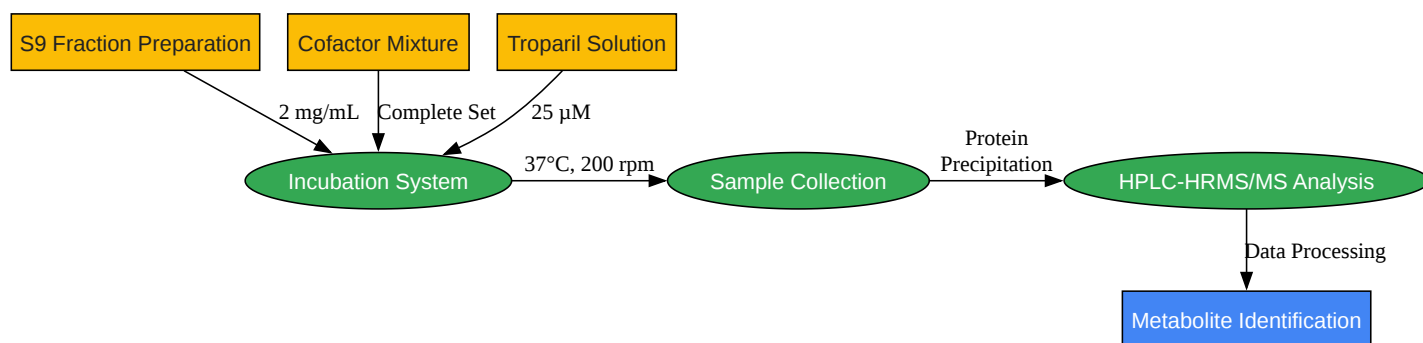 S9 Fraction Preparation
Cofactor Mixture
Troparil Solution
2 mg/mL
Complete Set
25 µM
Incubation System
37°C, 200 rpm
Sample Collection
Protein
Precipitation
HPLC-HRMS/MS Analysis
Data Processing
Metabolite Identification